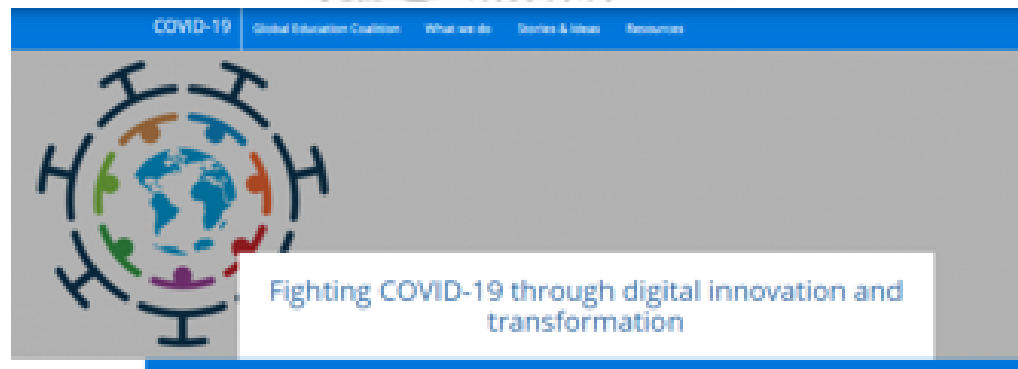 COVID-19 Global Education Coalition What we do Stories & Ideas Resources
Fighting COVID-19 through digital innovation and
transformation